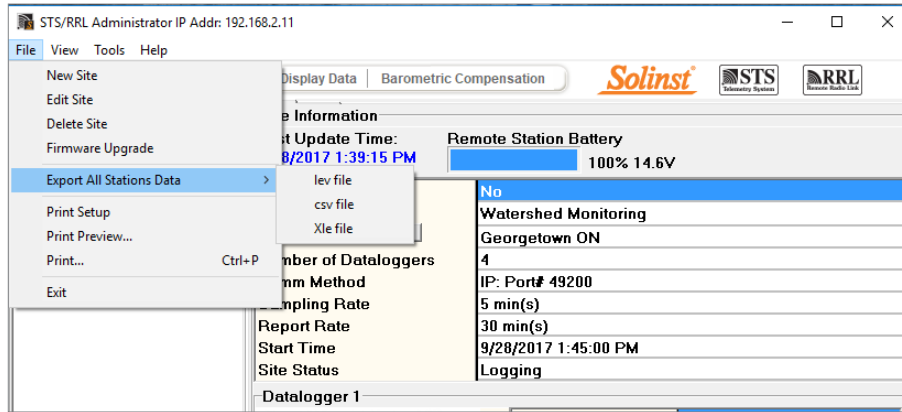 STS/RRL Administrator IP Addr: 192.168.2.11
File View Tools Help
New Site
Edit Site
Delete Site
Firmware Upgrade
Export All Stations Data
Print Setup
Print Preview...
Print... Ctrl+P
Exit
lev file
csv file
Xle file
Display Data Barometric Compensation
Solinst
STS
Telemetry System
RRL
Remote Radio Link
Information
Update Time: Remote Station Battery
8/2017 1:39:15 PM 100% 14.6V
No
Watershed Monitoring
Georgetown ON
of Dataloggers 4
Method IP: Port# 49200
Rate 5 min(s)
Report Rate 30 min(s)
Start Time 9/28/2017 1:45:00 PM
Site Status Logging
Datalogger 1